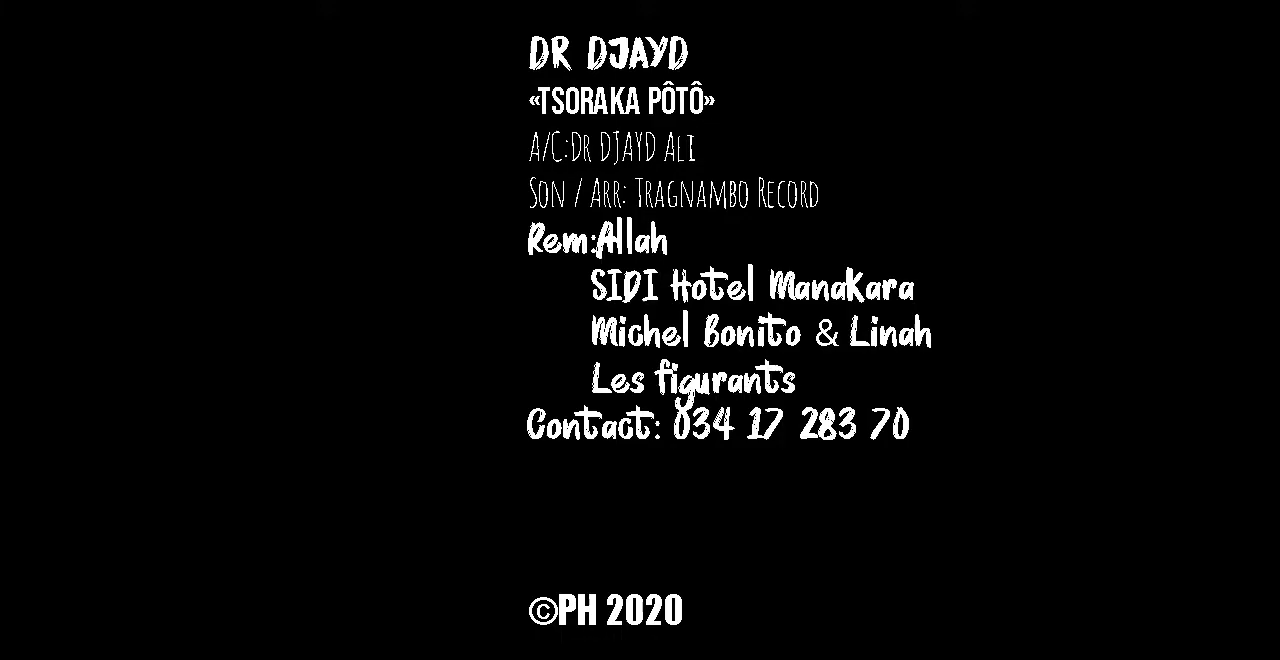 DR DJAYD
«TSORAKA PÔTÔ»
A/C:Dr DJAYD Ali
Son / Arr: Tragnambo Record
Rem:Allah
SIDI Hotel Manakara
Michel Bonito & Linah
Les figurants
Contact: 034 17 283 70
©PH 2020